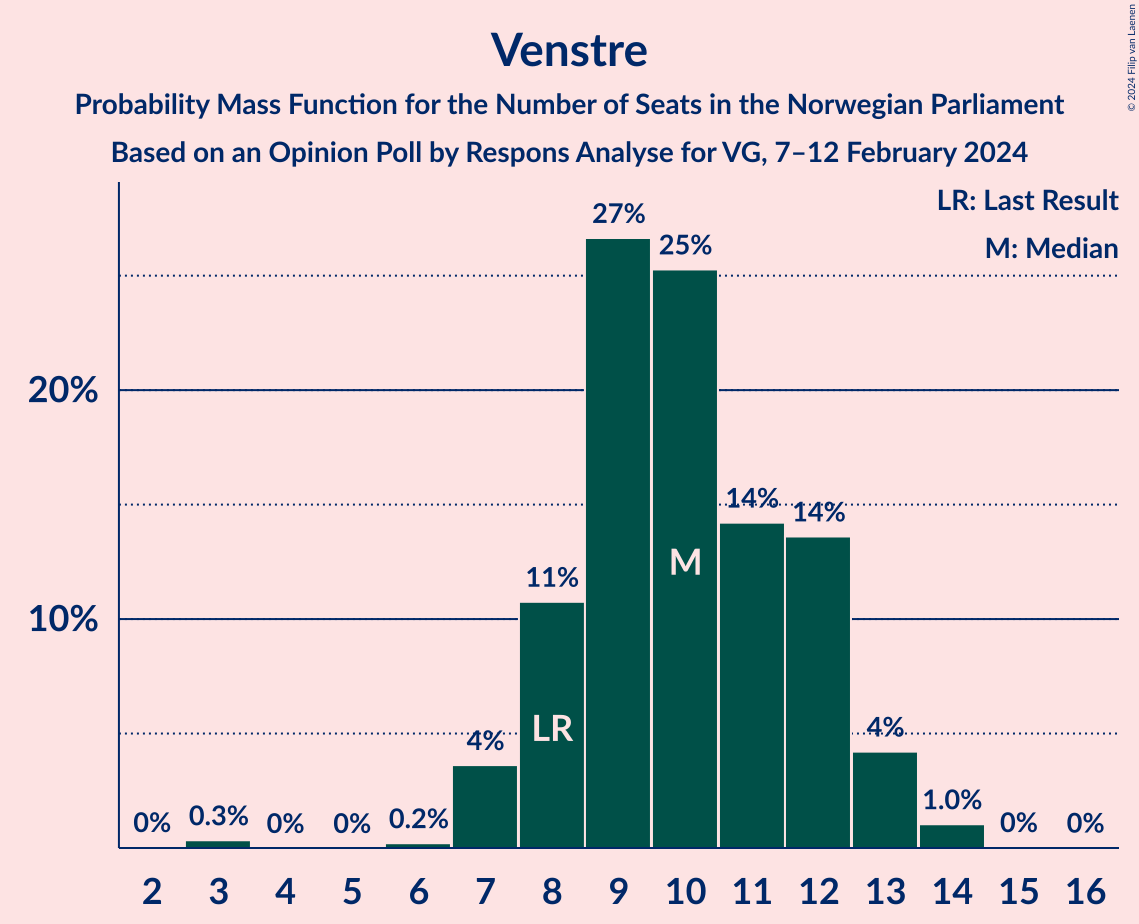 Venstre
Probability Mass Function for the Number of Seats in the Norwegian Parliament
Based on an Opinion Poll by Respons Analyse for VG, 7–12 February 2024
© 2024 Filip van Laenen
LR: Last Result
M: Median
20%
10%
0%
0.3%
0%
0%
0.2%
4%
11%
27%
25%
14%
14%
4%
1.0%
0%
0%
LR
M
2 3 4 5 6 7 8 9 10 11 12 13 14 15 16